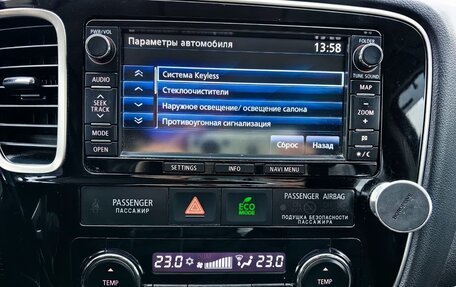 PWR/VOL
Параметры автомобиля
13:58
FOLDER
TUNE SOUND
AUDIO
SEEK
TRACK
MODE
OPEN
Система Keyless
Стеклоочистители
Наружное освещение/ освещение салона
Противоугонная сигнализация
Сброс
Назад
MAP
ZOOM
SETTINGS
INFO
NAVI MENU
PASSENGER
ПАССАЖИР
ECO
MODE
PASSENGER AIRBAG
ПОДУШКА БЕЗОПАСНОСТИ
ПАССАЖИРА
23.0
23.0
TEMP
TEMP